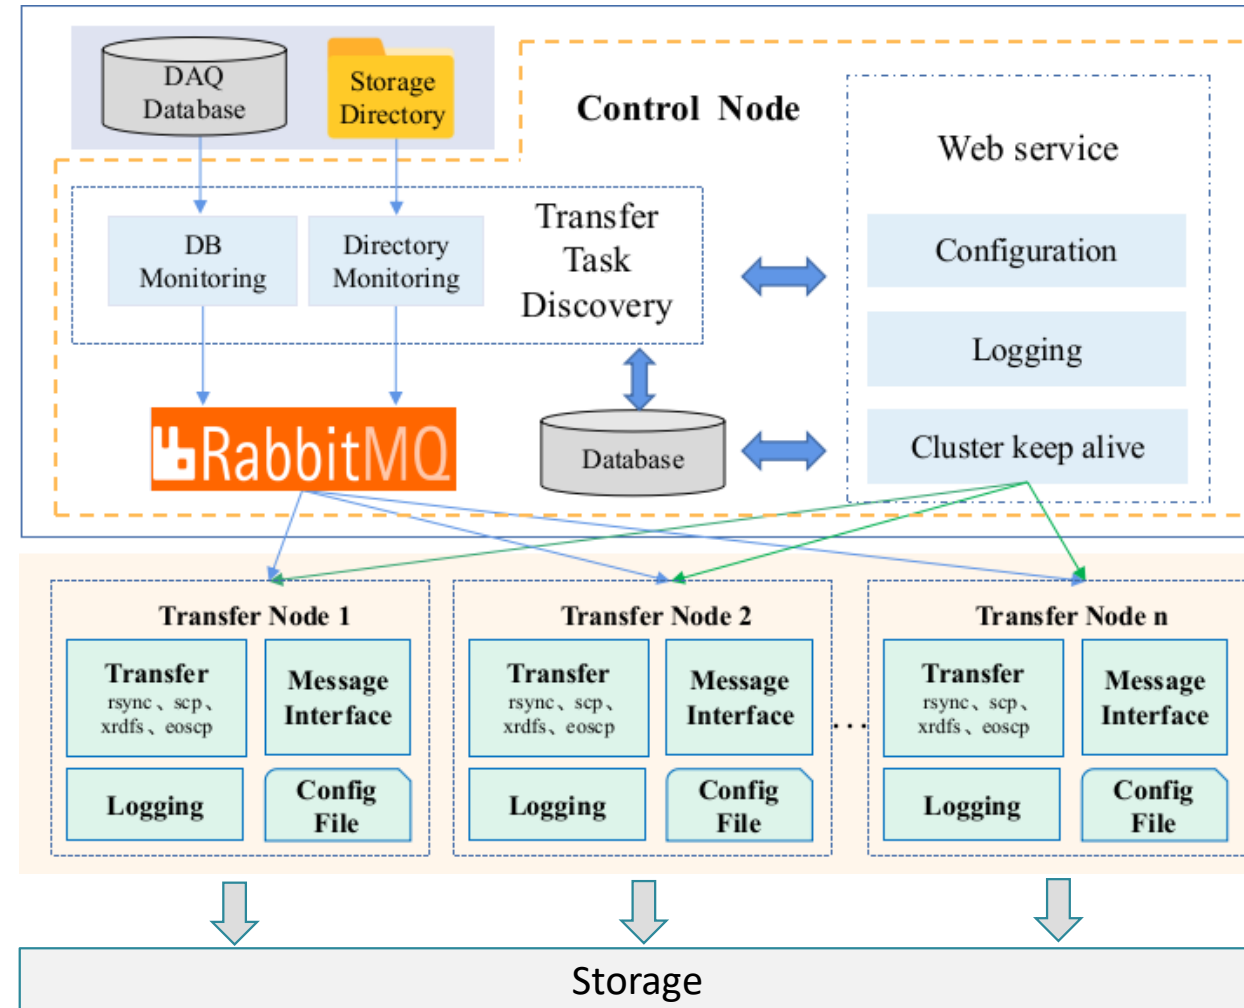 DAQ
Database
Storage
Directory
Control Node
Web service
DB
Monitoring
Directory
Monitoring
Transfer
Task
Discovery
Configuration
Logging
RabbitMQ
Database
Cluster keep alive
Transfer Node 1
Transfer
rsync、scp、
xrdfs、eoscp
Message
Interface
Logging
Config
File
Transfer Node 2
Transfer
rsync、scp、
xrdfs、eoscp
Message
Interface
Logging
Config
File
...
Transfer Node n
Transfer
rsync、scp、
xrdfs、eoscp
Message
Interface
Logging
Config
File
Storage